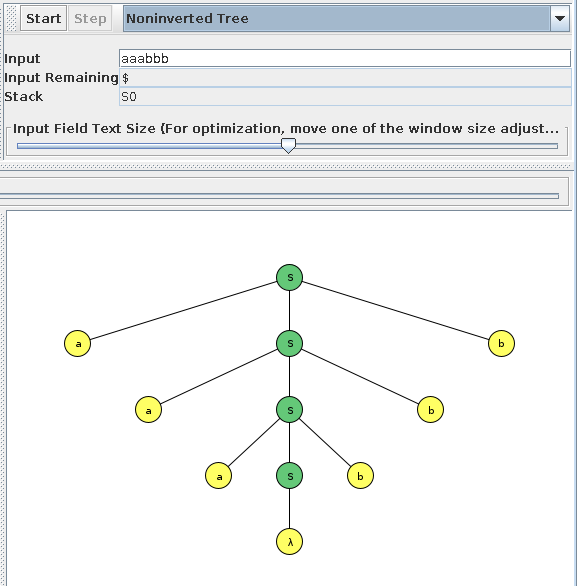 Start Step Noninverted Tree
Input aaabbb
Input Remaining $
Stack S0
Input Field Text Size (For optimization, move one of the window size adjust...
S
a S b
a S b
a S b
λ